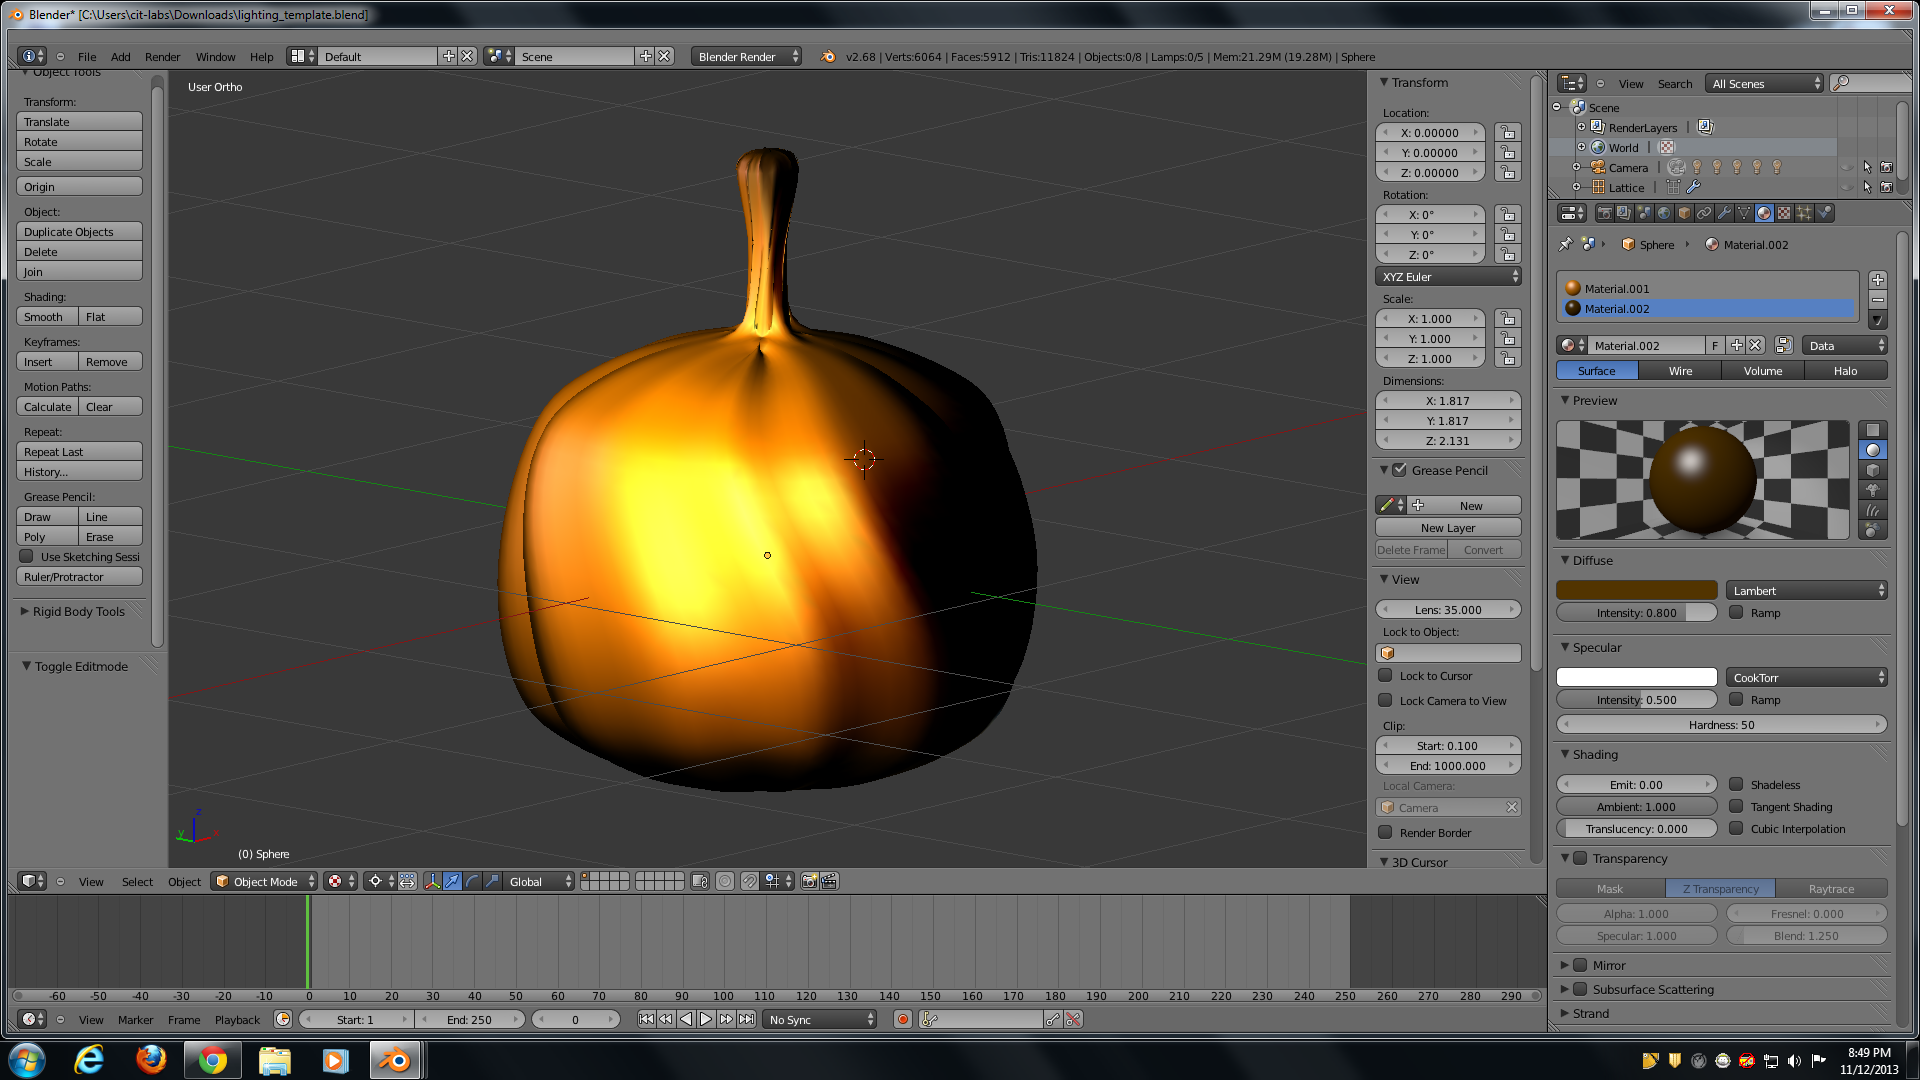 Blender* [C:\Users\cit-labs\Downloads\lighting_template.blend]
File Add Render Window Help Default Scene Blender Render v2.68 | Verts:6064 | Faces:5912 | Tris:11824 | Objects:0/8 | Lamps:0/5 | Mem:21.29M (19.28M) | Sphere
Object Tools
Transform:
Translate
Rotate
Scale
Origin
Object:
Duplicate Objects
Delete
Join
Shading:
Smooth Flat
Keyframes:
Insert Remove
Motion Paths:
Calculate Clear
Repeat:
Repeat Last
History...
Grease Pencil:
Draw Line
Poly Erase
Use Sketching Sessi
Ruler/Protractor
Rigid Body Tools
Toggle Editmode
User Ortho
z
y x
(0) Sphere
Transform
Location:
X: 0.00000
Y: 0.00000
Z: 0.00000
Rotation:
X: 0°
Y: 0°
Z: 0°
XYZ Euler
Scale:
X: 1.000
Y: 1.000
Z: 1.000
Dimensions:
X: 1.817
Y: 1.817
Z: 2.131
Grease Pencil
New
New Layer
Delete Frame Convert
View
Lens: 35.000
Lock to Object:
Lock to Cursor
Lock Camera to View
Clip:
Start: 0.100
End: 1000.000
Local Camera:
Camera
Render Border
3D Cursor
View Search All Scenes
Scene
RenderLayers
World
Camera
Lattice
Sphere Material.002
Material.001
Material.002
Material.002 F Data
Surface Wire Volume Halo
Preview
Diffuse
Lambert
Intensity: 0.800 Ramp
Specular
CookTorr
Intensity: 0.500 Ramp
Hardness: 50
Shading
Emit: 0.00 Shadeless
Ambient: 1.000 Tangent Shading
Translucency: 0.000 Cubic Interpolation
Transparency
Mask Z Transparency Raytrace
Alpha: 1.000 Fresnel: 0.000
Specular: 1.000 Blend: 1.250
Mirror
Subsurface Scattering
Strand
View Select Object Object Mode Global
-60 -50 -40 -30 -20 -10 0 10 20 30 40 50 60 70 80 90 100 110 120 130 140 150 160 170 180 190 200 210 220 230 240 250 260 270 280 290
View Marker Frame Playback Start: 1 End: 250 0 No Sync
8:49 PM
11/12/2013